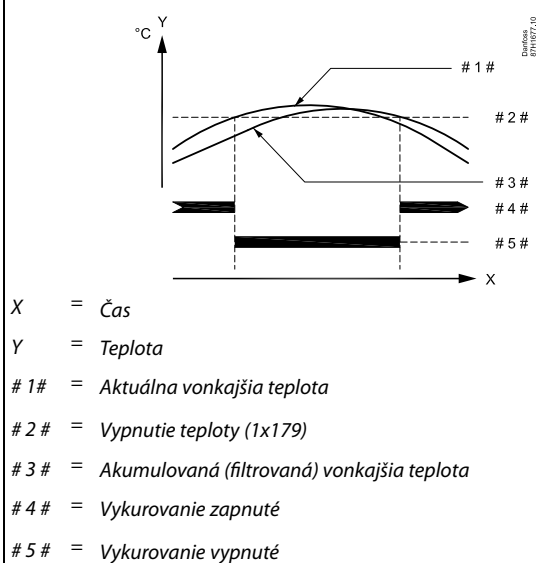 °C Y
Danfoss
87H1677.10
# 1 #
# 2 #
# 3 #
# 4 #
# 5 #
X
X = Čas
Y = Teplota
# 1# = Aktuálna vonkajšia teplota
# 2 # = Vypnutie teploty (1x179)
# 3 # = Akumulovaná (filtrovaná) vonkajšia teplota
# 4 # = Vykurovanie zapnuté
# 5 # = Vykurovanie vypnuté